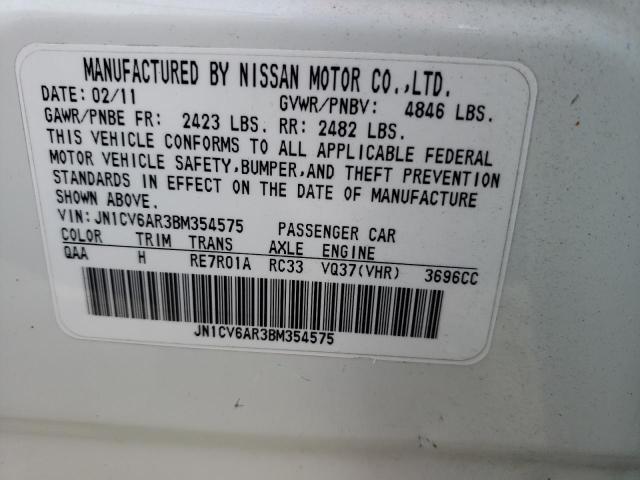 MANUFACTURED BY NISSAN MOTOR CO.,LTD.
DATE: 02/11 GVWR/PNBV: 4846 LBS.
GAWR/PNBE FR: 2423 LBS. RR: 2482 LBS.
THIS VEHICLE CONFORMS TO ALL APPLICABLE FEDERAL
MOTOR VEHICLE SAFETY,BUMPER,AND THEFT PREVENTION
STANDARDS IN EFFECT ON THE DATE OF MANUFACTURE
SHOWN ABOVE.
VIN: JN1CV6AR3BM354575 PASSENGER CAR
COLOR TRIM TRANS AXLE ENGINE
QAA H RE7R01A RC33 VQ37(VHR) 3696CC
JN1CV6AR3BM354575